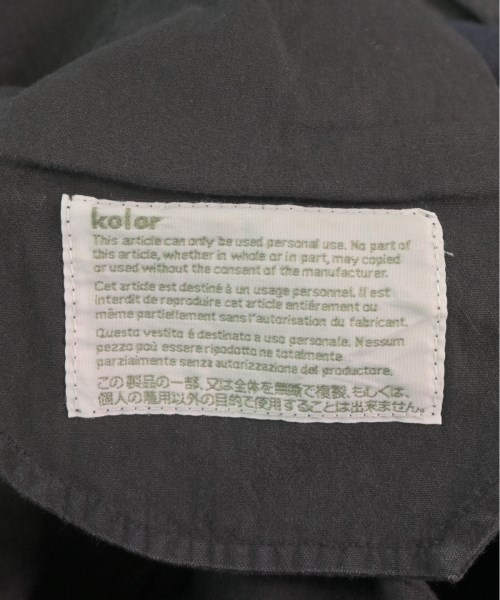 kolor
This article can only be used personal use. No part of
this article, whether in whole or in part, may copied
or used without the consent of the manufacturer.
Cet article est destiné à un usage personnel. Il est
interdit de reproduire cet article entiérement ou
même partiellement sans l'autorisation du fabricant.
Questo vestito é destinato a uso personale. Nessum
pezzo poú essere ripodotto ne totalmente
parzialmente senza autorizzazione del productore.
この製品の一部、又は全体を無断で複製、もしくは、
個人の着用以外の目的で使用することは出来ません。